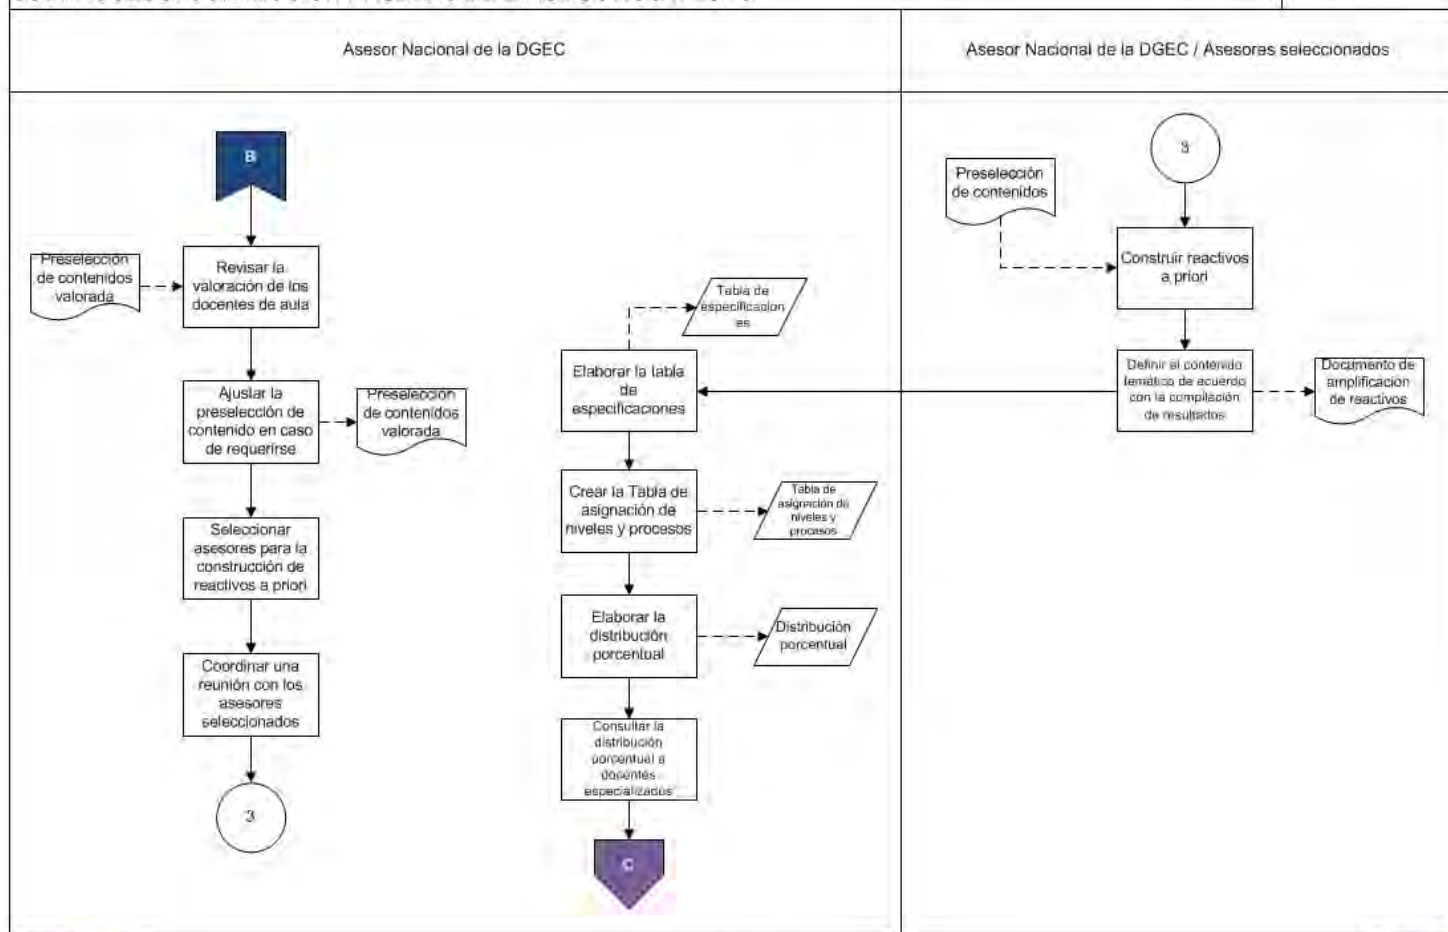 Asesor Nacional de la DGEC
Asesor Nacional de la DGEC / Asesores seleccionados
B
Preselección
de contenidos
valorada
Revisar la
valoración de los
docentes de aula
Ajustar la
preselección de
contenido en caso
de requerirse
Preselección
de contenidos
valorada
Seleccionar
asesores para la
construcción de
reactivos a priori
Coordinar una
reunión con los
asesores
seleccionados
3
Tabla de
especificacion
es
Elaborar la tabla
de
especificaciones
Crear la Tabla de
asignación de
niveles y procesos
Tabla de
asignación de
niveles y
procesos
Elaborar la
distribución
porcentual
Distribución
porcentual
Consultar la
distribución
porcentual a
docentes
especializados
C
3
Preselección
de contenidos
Construir reactivos
a priori
Definir el contenido
temático de acuerdo
con la compilación
de resultados
Documento de
amplificación
de reactivos